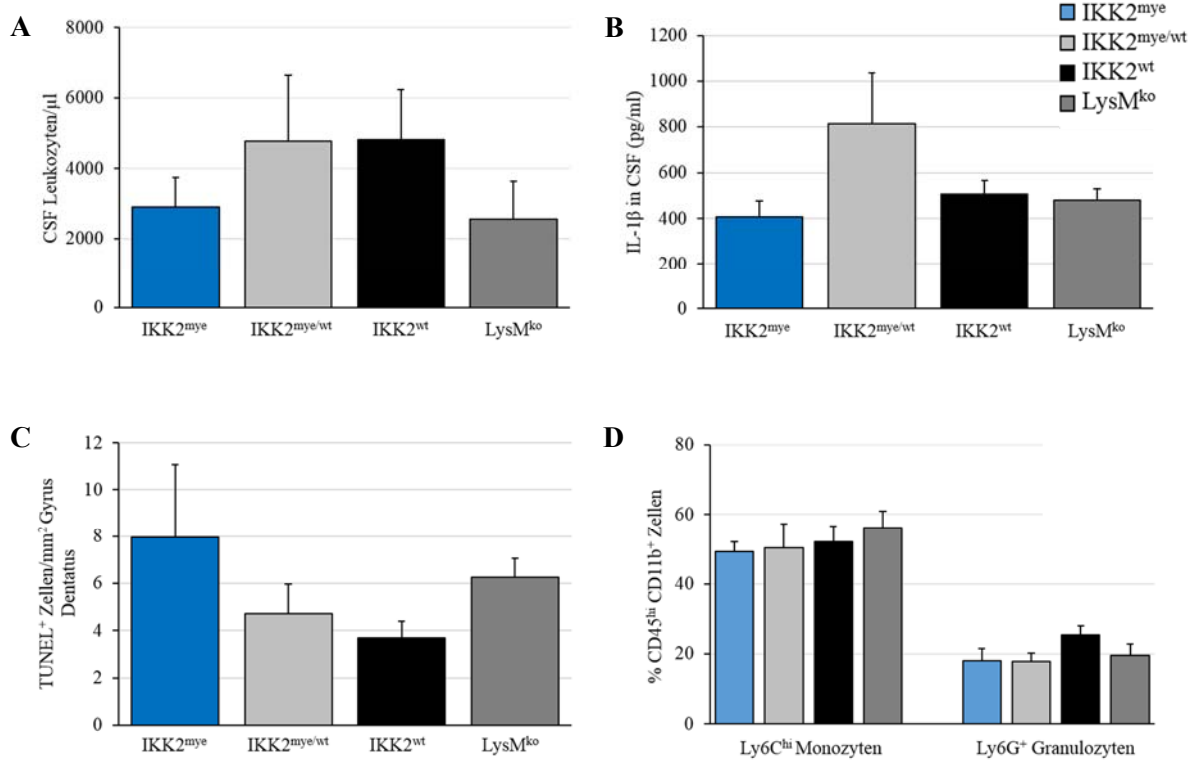 A
CSF Leukozyten/µl
8000
6000
4000
2000
0
IKK2mye
IKK2mye/wt
IKK2wt
LysMko
B
IL-1β in CSF (pg/ml)
1200
1000
800
600
400
200
0
IKK2mye
IKK2mye/wt
IKK2wt
LysMko
IKK2mye
IKK2mye/wt
IKK2wt
LysMko
C
TUNEL+ Zellen/mm2 Gyrus
Dentatus
12
10
8
6
4
2
0
IKK2mye
IKK2mye/wt
IKK2wt
LysMko
D
% CD45hi CD11b+ Zellen
80
60
40
20
0
Ly6Chi Monozyten
Ly6G+ Granulozyten